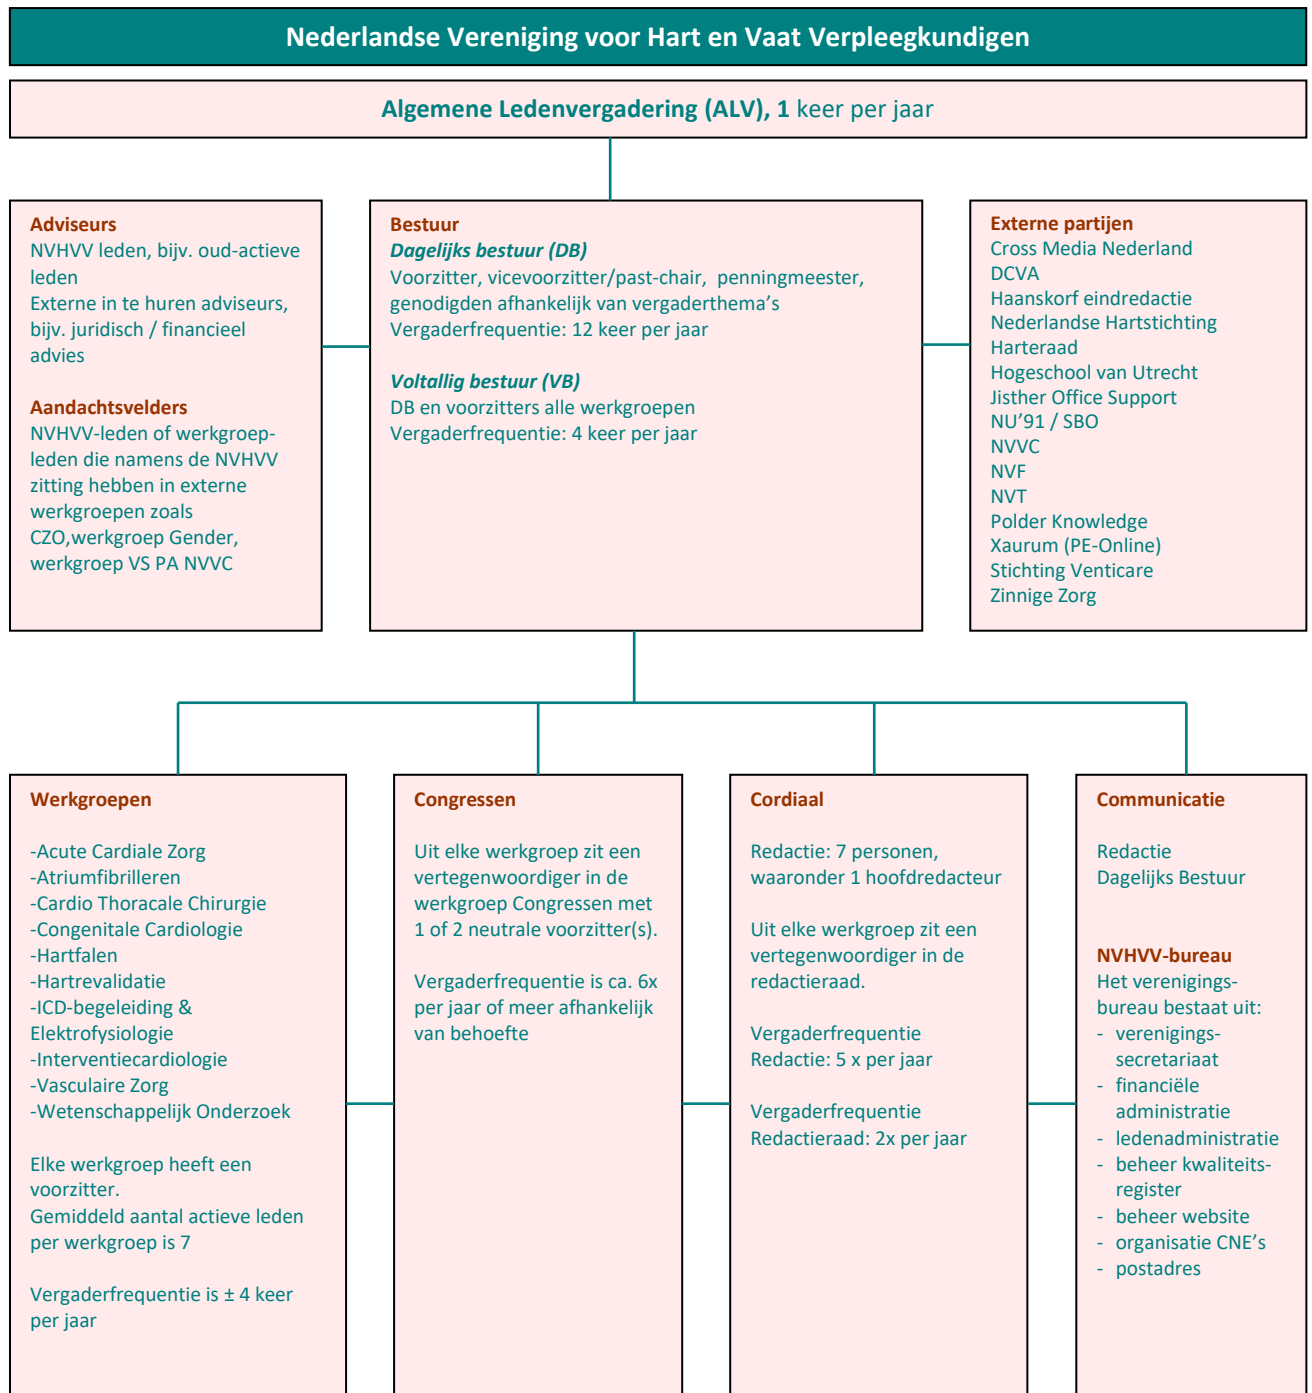 Nederlandse Vereniging voor Hart en Vaat Verpleegkundigen
Algemene Ledenvergadering (ALV), 1 keer per jaar
Adviseurs
NVHVV leden, bijv. oud-actieve
leden
Externe in te huren adviseurs,
bijv. juridisch / financieel
advies
Aandachtsvelders
NVHVV-leden of werkgroep-
leden die namens de NVHVV
zitting hebben in externe
werkgroepen zoals
CZO,werkgroep Gender,
werkgroep VS PA NVVC
Bestuur
Dagelijks bestuur (DB)
Voorzitter, vicevoorzitter/past-chair, penningmeester,
genodigden afhankelijk van vergaderthema's
Vergaderfrequentie: 12 keer per jaar
Voltallig bestuur (VB)
DB en voorzitters alle werkgroepen
Vergaderfrequentie: 4 keer per jaar
Externe partijen
Cross Media Nederland
DCVA
Haanskorf eindredactie
Nederlandse Hartstichting
Harteraad
Hogeschool van Utrecht
Jisther Office Support
NU'91 / SBO
NVVC
NVF
NVT
Polder Knowledge
Xaurum (PE-Online)
Stichting Venticare
Zinnige Zorg
Werkgroepen
-Acute Cardiale Zorg
-Atriumfibrilleren
-Cardio Thoracale Chirurgie
-Congenitale Cardiologie
-Hartfalen
-Hartrevalidatie
-ICD-begeleiding &
Elektrofysiologie
-Interventiecardiologie
-Vasculaire Zorg
-Wetenschappelijk Onderzoek
Elke werkgroep heeft een
voorzitter.
Gemiddeld aantal actieve leden
per werkgroep is 7
Vergaderfrequentie is ± 4 keer
per jaar
Congressen
Uit elke werkgroep zit een
vertegenwoordiger in de
werkgroep Congressen met
1 of 2 neutrale voorzitter(s).
Vergaderfrequentie is ca. 6x
per jaar of meer afhankelijk
van behoefte
Cordiaal
Redactie: 7 personen,
waaronder 1 hoofdredacteur
Uit elke werkgroep zit een
vertegenwoordiger in de
redactieraad.
Vergaderfrequentie
Redactie: 5 x per jaar
Vergaderfrequentie
Redactieraad: 2x per jaar
Communicatie
Redactie
Dagelijks Bestuur
NVHVV-bureau
Het verenigings-
bureau bestaat uit:
- verenigings-
secretariaat
- financiële
administratie
- ledenadministratie
- beheer kwaliteits-
register
- beheer website
- organisatie CNE's
- postadres